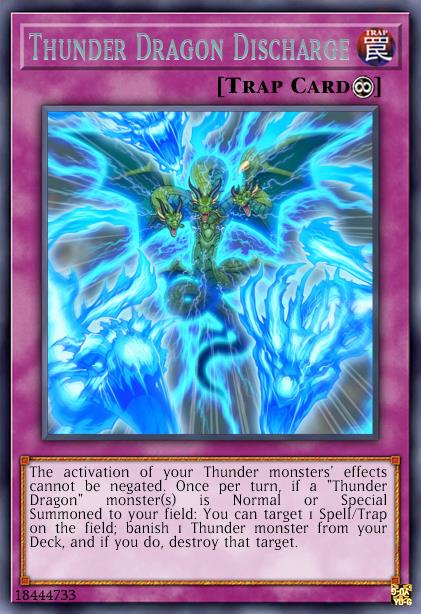 THUNDER DRAGON DISCHARGE
TRAP
罠
[TRAP CARD♾]
The activation of your Thunder monsters' effects
cannot be negated. Once per turn, if a "Thunder
Dragon" monster(s) is Normal or Special
Summoned to your field: You can target 1 Spell/Trap
on the field; banish 1 Thunder monster from your
Deck, and if you do, destroy that target.
18444733